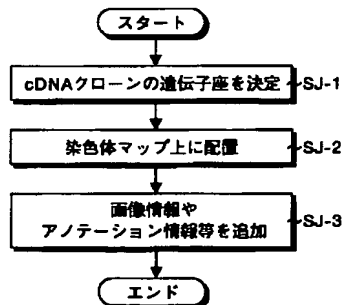 スタート
cDNAクローンの遺伝子座を決定 SJ-1
染色体マップ上に配置 SJ-2
画像情報や
アノテーション情報等を追加 SJ-3
エンド